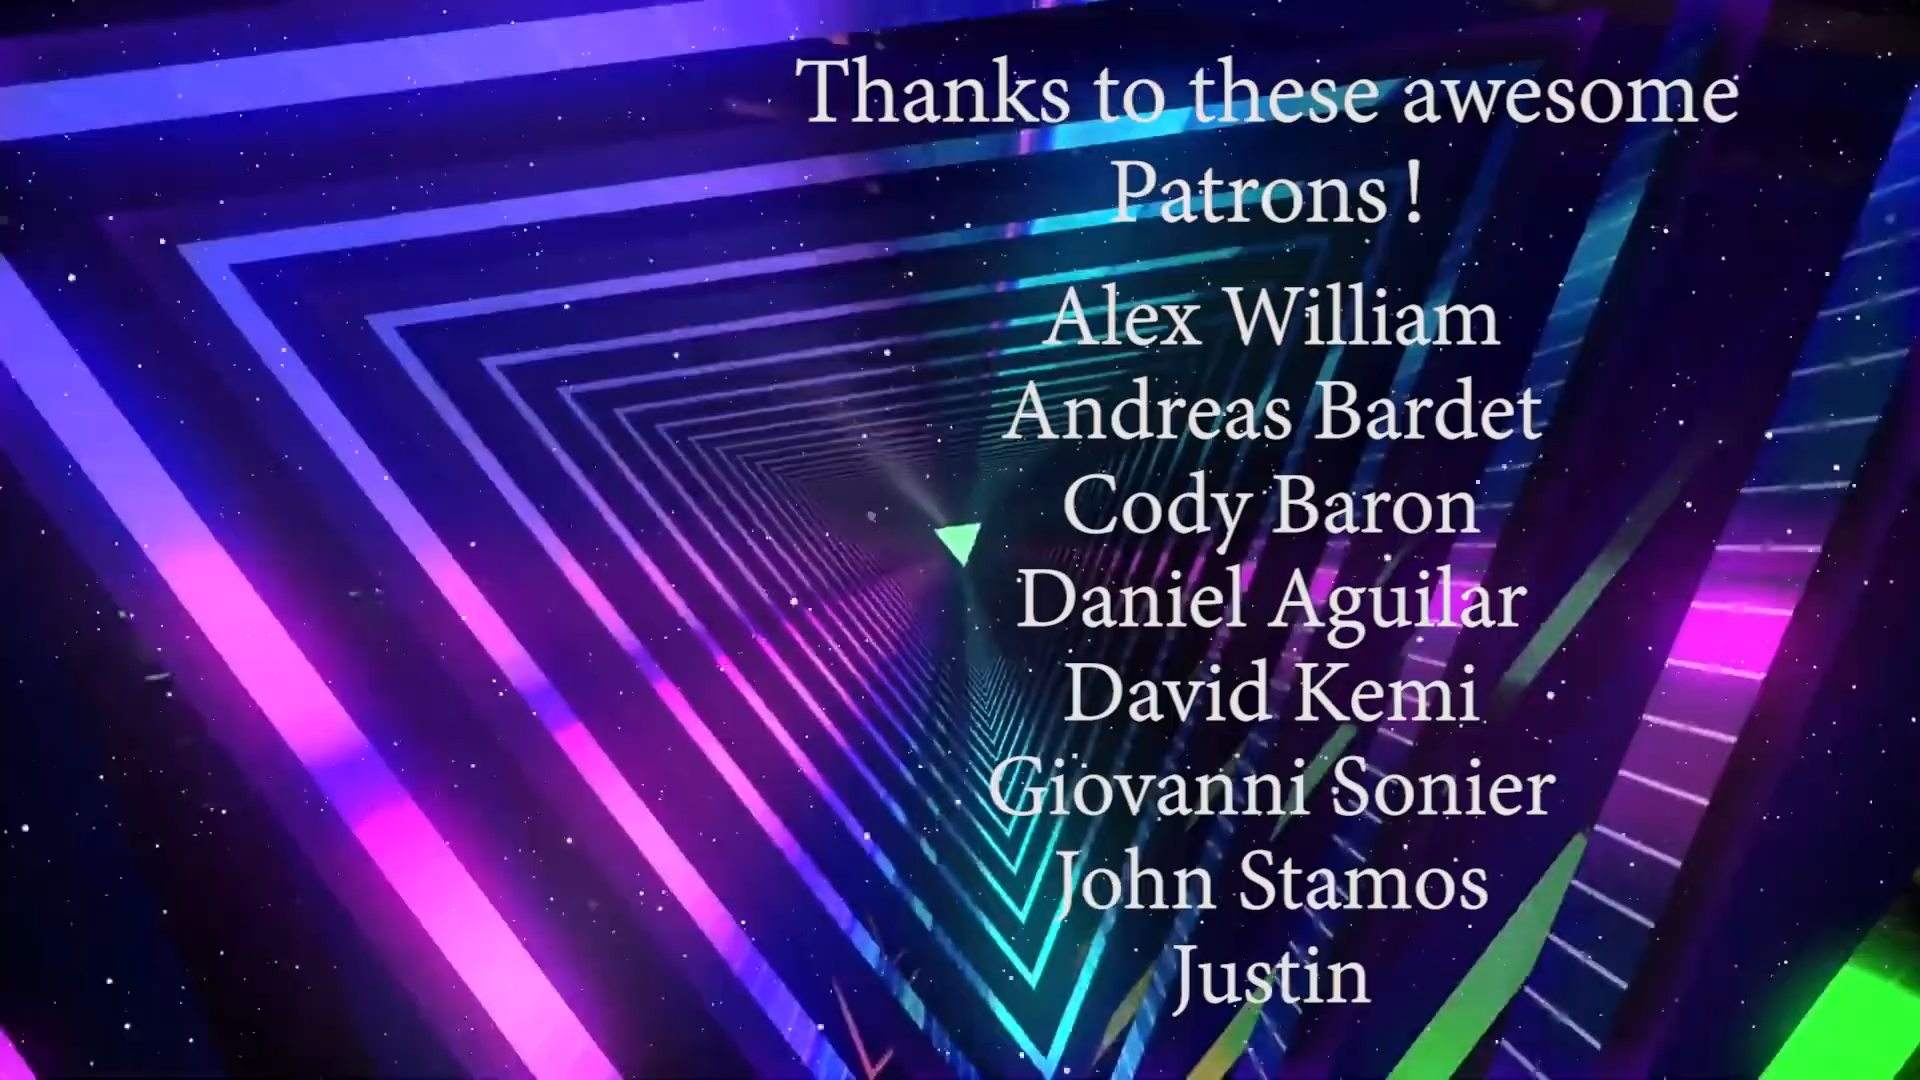 Thanks to these awesome
Patrons !
Alex William
Andreas Bardet
Cody Baron
Daniel Aguilar
David Kemi
Giovanni Sonier
John Stamos
Justin